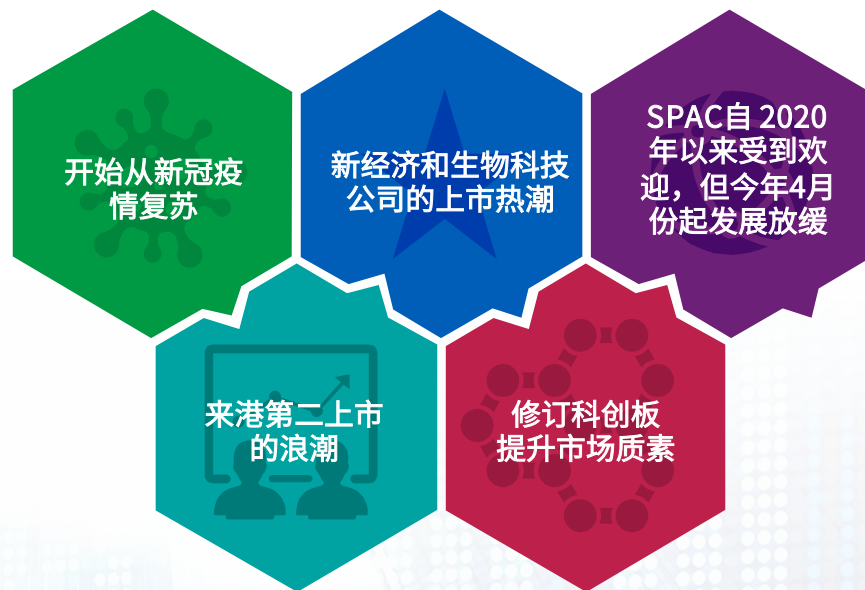 开始从新冠疫
情复苏
新经济和生物科技
公司的上市热潮
SPAC自 2020
年以来受到欢
迎，但今年4月
份起发展放缓
来港第二上市
的浪潮
修订科创板
提升市场质素